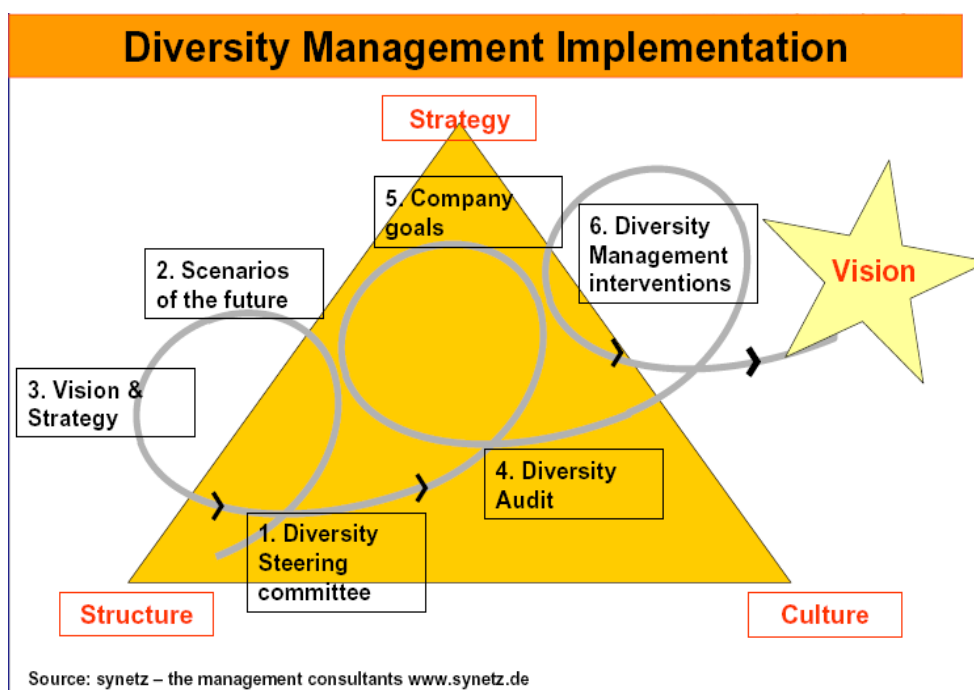 Diversity Management Implementation
Strategy
5. Company
goals
6. Diversity
Management
interventions
Vision
2. Scenarios
of the future
3. Vision &
Strategy
4. Diversity
Audit
1. Diversity
Steering
committee
Structure
Culture
Source: synetz – the management consultants www.synetz.de